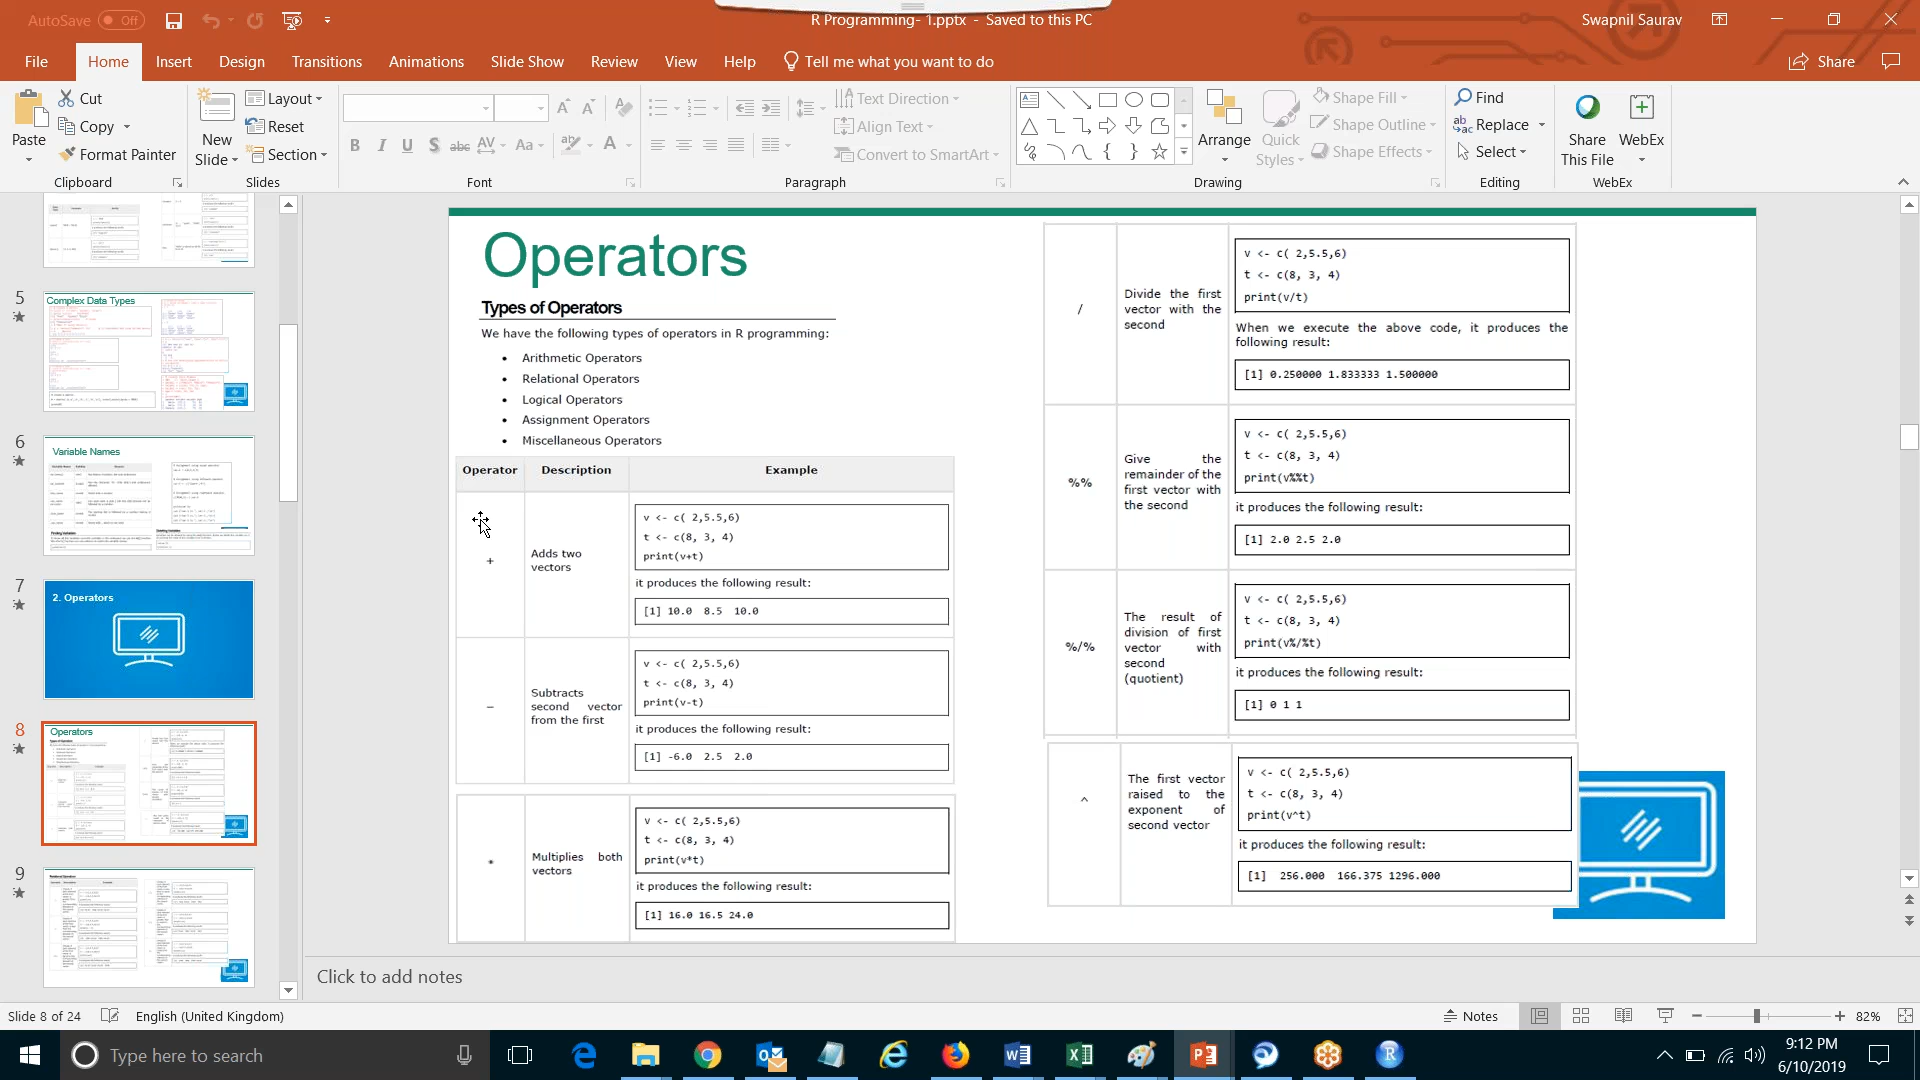 AutoSave Off
R Programming- 1.pptx - Saved to this PC
Swapnil Saurav
File Home Insert Design Transitions Animations Slide Show Review View Help Tell me what you want to do
Share
Paste
Cut
Copy
Format Painter
Clipboard
New
Slide
Layout
Reset
Section
Slides
Font
Text Direction
Align Text
Convert to SmartArt
Paragraph
Arrange
Quick
Styles
Shape Fill
Shape Outline
Shape Effects
Drawing
Find
Replace
Select
Editing
Share
This File
WebEx
WebEx
5
Complex Data Types
6
Variable Names
7
2. Operators
8
Operators
9
Operators
Types of Operators
We have the following types of operators in R programming:
• Arithmetic Operators
• Relational Operators
• Logical Operators
• Assignment Operators
• Miscellaneous Operators
Operator Description Example
+
Adds two
vectors
v <- c( 2,5.5,6)
t <- c(8, 3, 4)
print(v+t)
it produces the following result:
[1] 10.0 8.5 10.0
−
Subtracts
second vector
from the first
v <- c( 2,5.5,6)
t <- c(8, 3, 4)
print(v-t)
it produces the following result:
[1] -6.0 2.5 2.0
*
Multiplies both
vectors
v <- c( 2,5.5,6)
t <- c(8, 3, 4)
print(v*t)
it produces the following result:
[1] 16.0 16.5 24.0
/
Divide the first
vector with the
second
v <- c( 2,5.5,6)
t <- c(8, 3, 4)
print(v/t)
When we execute the above code, it produces the
following result:
[1] 0.250000 1.833333 1.500000
%%
Give the
remainder of the
first vector with
the second
v <- c( 2,5.5,6)
t <- c(8, 3, 4)
print(v%%t)
it produces the following result:
[1] 2.0 2.5 2.0
%/%
The result of
division of first
vector with
second
(quotient)
v <- c( 2,5.5,6)
t <- c(8, 3, 4)
print(v%/%t)
it produces the following result:
[1] 0 1 1
^
The first vector
raised to the
exponent of
second vector
v <- c( 2,5.5,6)
t <- c(8, 3, 4)
print(v^t)
it produces the following result:
[1] 256.000 166.375 1296.000
Click to add notes
Slide 8 of 24 English (United Kingdom)
Notes
82%
Type here to search
9:12 PM
6/10/2019